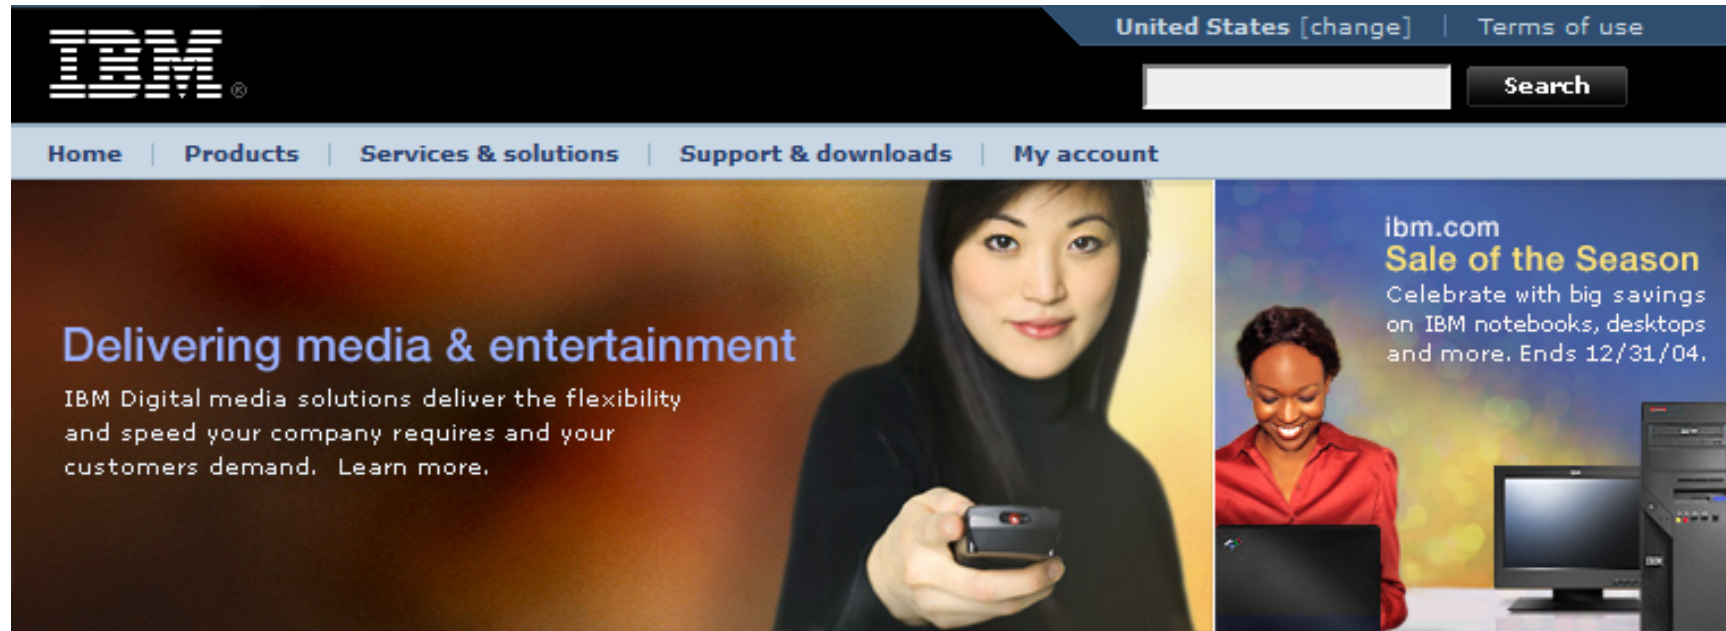 United States [change] | Terms of use
IBM®
Search
Home | Products | Services & solutions | Support & downloads | My account
Delivering media & entertainment
IBM Digital media solutions deliver the flexibility
and speed your company requires and your
customers demand. Learn more.
ibm.com
Sale of the Season
Celebrate with big savings
on IBM notebooks, desktops
and more. Ends 12/31/04.
IBM